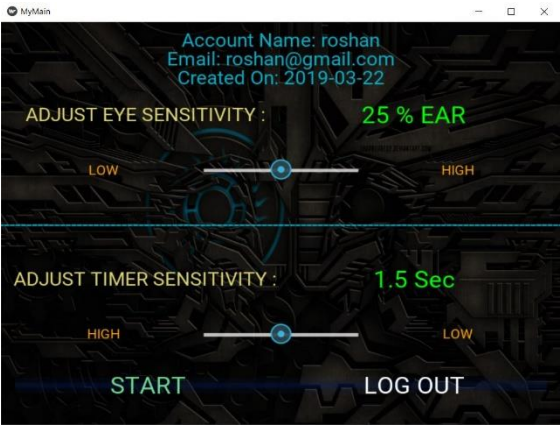 MyMain
Account Name: roshan
Email: roshan@gmail.com
Created On: 2019-03-22
ADJUST EYE SENSITIVITY : 25 % EAR
LOW HIGH
ADJUST TIMER SENSITIVITY : 1.5 Sec
HIGH LOW
START LOG OUT